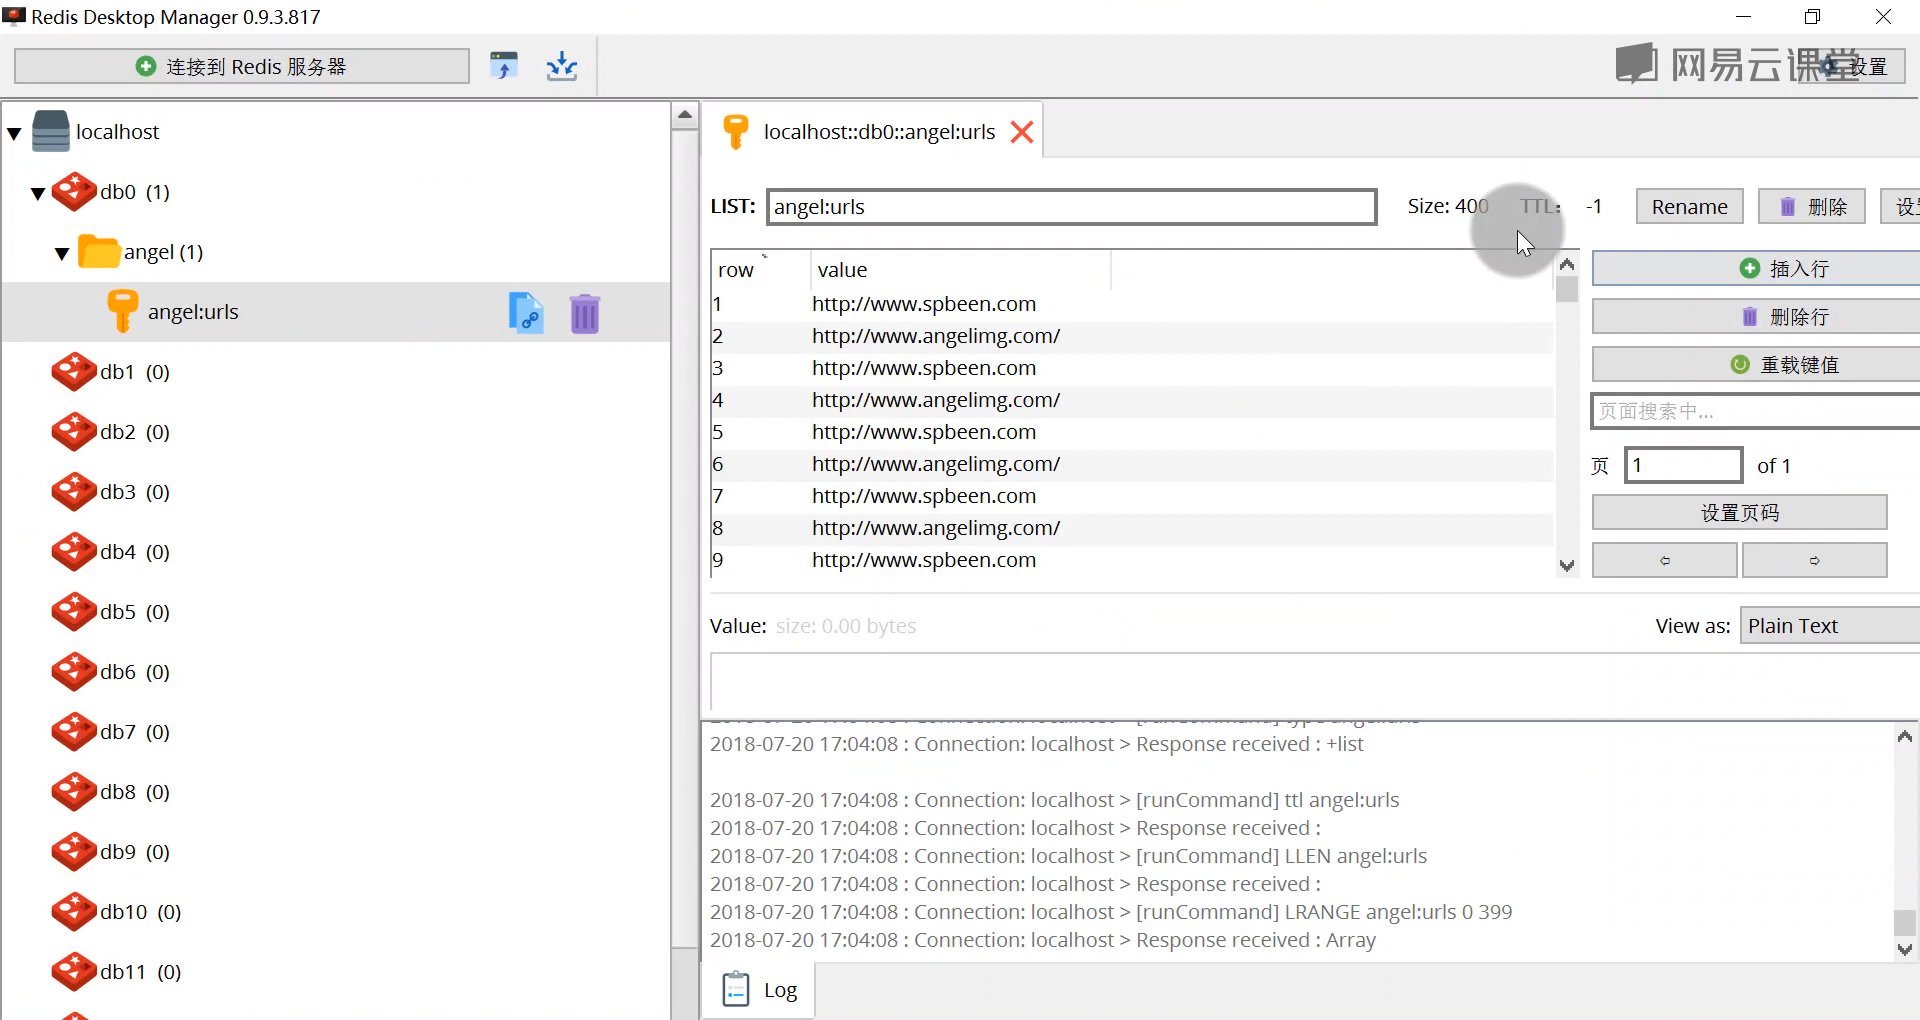 Redis Desktop Manager 0.9.3.817
连接到 Redis 服务器
网易云课堂
设置
localhost
db0 (1)
angel (1)
angel:urls
db1 (0)
db2 (0)
db3 (0)
db4 (0)
db5 (0)
db6 (0)
db7 (0)
db8 (0)
db9 (0)
db10 (0)
db11 (0)
localhost::db0::angel:urls
LIST: angel:urls Size: 400 TTL: -1 Rename 删除
row value
1 http://www.spbeen.com
2 http://www.angelimg.com/
3 http://www.spbeen.com
4 http://www.angelimg.com/
5 http://www.spbeen.com
6 http://www.angelimg.com/
7 http://www.spbeen.com
8 http://www.angelimg.com/
9 http://www.spbeen.com
插入行
删除行
重载键值
页面搜索中...
页 1 of 1
设置页码
Value: size: 0.00 bytes View as: Plain Text
2018-07-20 17:04:08 : Connection: localhost > Response received : +list
2018-07-20 17:04:08 : Connection: localhost > [runCommand] ttl angel:urls
2018-07-20 17:04:08 : Connection: localhost > Response received :
2018-07-20 17:04:08 : Connection: localhost > [runCommand] LLEN angel:urls
2018-07-20 17:04:08 : Connection: localhost > Response received :
2018-07-20 17:04:08 : Connection: localhost > [runCommand] LRANGE angel:urls 0 399
2018-07-20 17:04:08 : Connection: localhost > Response received : Array
Log